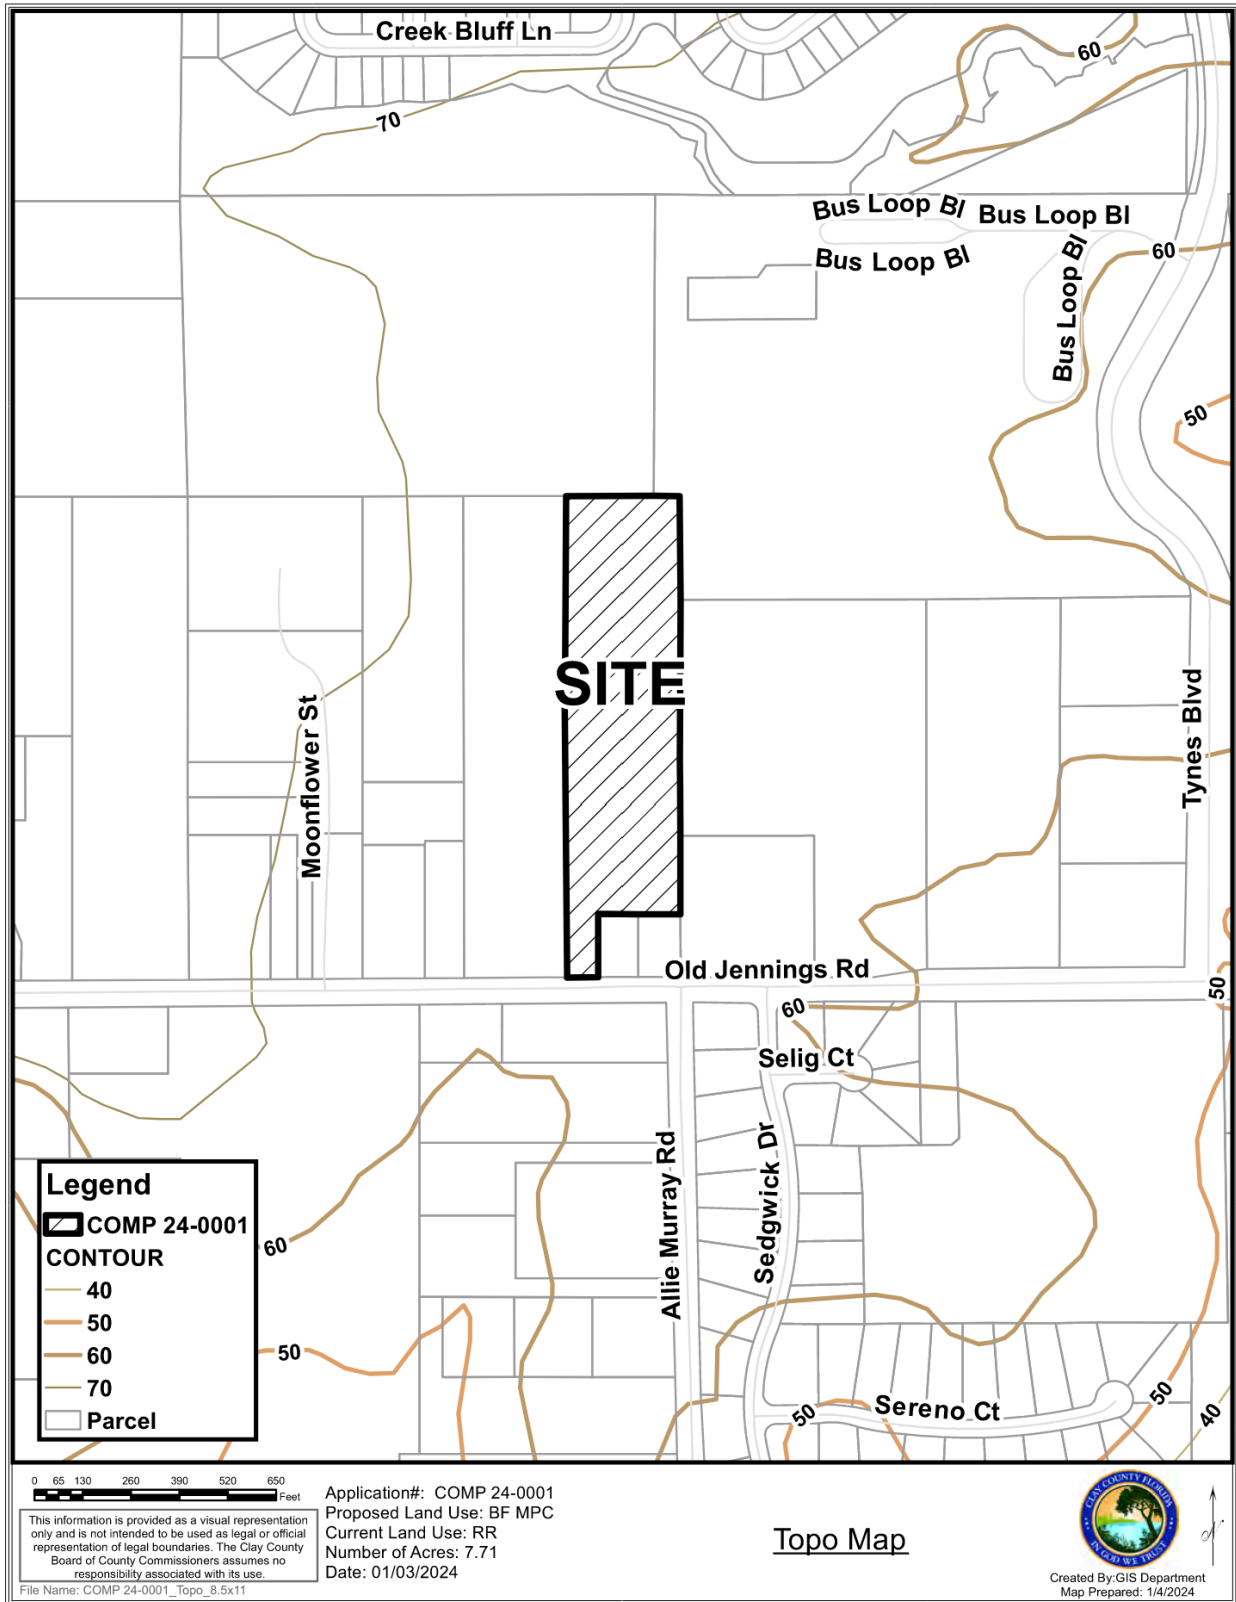 Creek Bluff Ln
60
70
Bus Loop Bl
Bus Loop Bl
Bus Loop Bl
Bus Loop Bl
60
50
SITE
Moonflower St
Tynes Blvd
Old Jennings Rd
50
60
Selig Ct
Allie Murray Rd
Sedgwick Dr
60
50
Sereno Ct
50
50
40
Legend
COMP 24-0001
CONTOUR
40
50
60
70
Parcel
0 65 130 260 390 520 650
Feet
This information is provided as a visual representation
only and is not intended to be used as legal or official
representation of legal boundaries. The Clay County
Board of County Commissioners assumes no
responsibility associated with its use.
File Name: COMP 24-0001_Topo_8.5x11
Application#: COMP 24-0001
Proposed Land Use: BF MPC
Current Land Use: RR
Number of Acres: 7.71
Date: 01/03/2024
Topo Map
CLAY COUNTY FLORIDA
IN GOD WE TRUST
N
Created By:GIS Department
Map Prepared: 1/4/2024